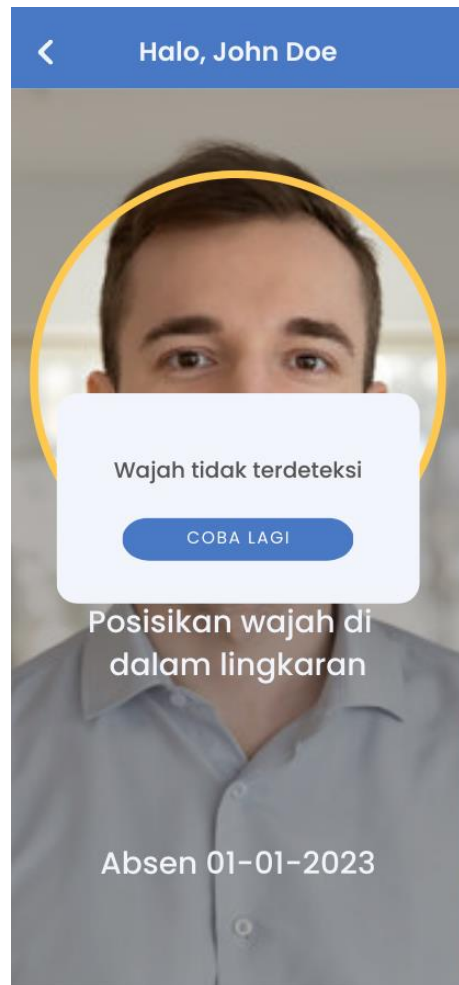 Halo, John Doe
Wajah tidak terdeteksi
COBA LAGI
Posisikan wajah di
dalam lingkaran
Absen 01-01-2023